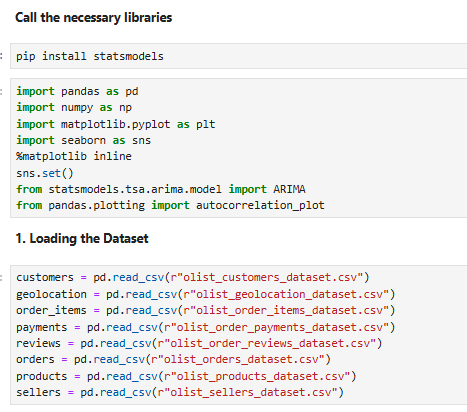 Call the necessary libraries
pip install statsmodels
import pandas as pd
import numpy as np
import matplotlib.pyplot as plt
import seaborn as sns
%matplotlib inline
sns.set()
from statsmodels.tsa.arima.model import ARIMA
from pandas.plotting import autocorrelation_plot
1. Loading the Dataset
customers = pd.read_csv(r"olist_customers_dataset.csv")
geolocation = pd.read_csv(r"olist_geolocation_dataset.csv")
order_items = pd.read_csv(r"olist_order_items_dataset.csv")
payments = pd.read_csv(r"olist_order_payments_dataset.csv")
reviews = pd.read_csv(r"olist_order_reviews_dataset.csv")
orders = pd.read_csv(r"olist_orders_dataset.csv")
products = pd.read_csv(r"olist_products_dataset.csv")
sellers = pd.read_csv(r"olist_sellers_dataset.csv")